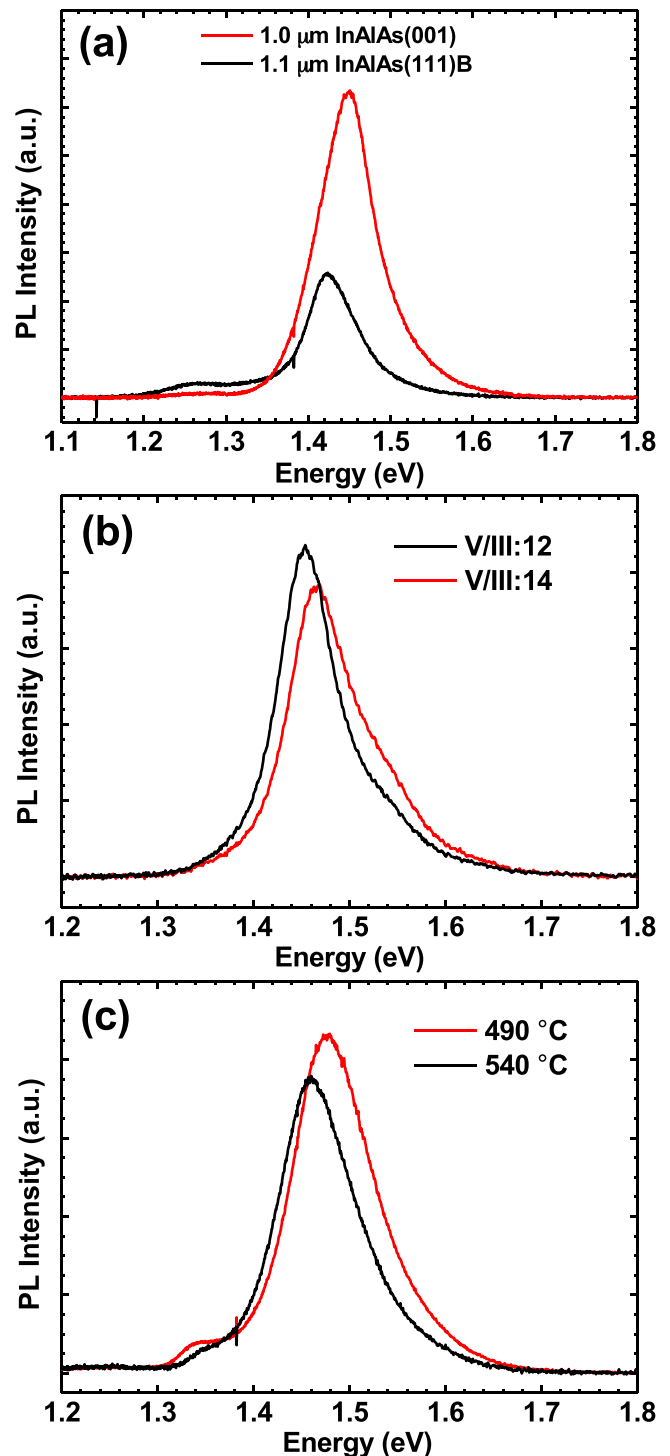 (a)
1.0 μm InAlAs(001)
1.1 μm InAlAs(111)B
PL Intensity (a.u.)
1.1 1.2 1.3 1.4 1.5 1.6 1.7 1.8
Energy (eV)
(b)
V/III:12
V/III:14
PL Intensity (a.u.)
1.2 1.3 1.4 1.5 1.6 1.7 1.8
Energy (eV)
(c)
490 °C
540 °C
PL Intensity (a.u.)
1.2 1.3 1.4 1.5 1.6 1.7 1.8
Energy (eV)